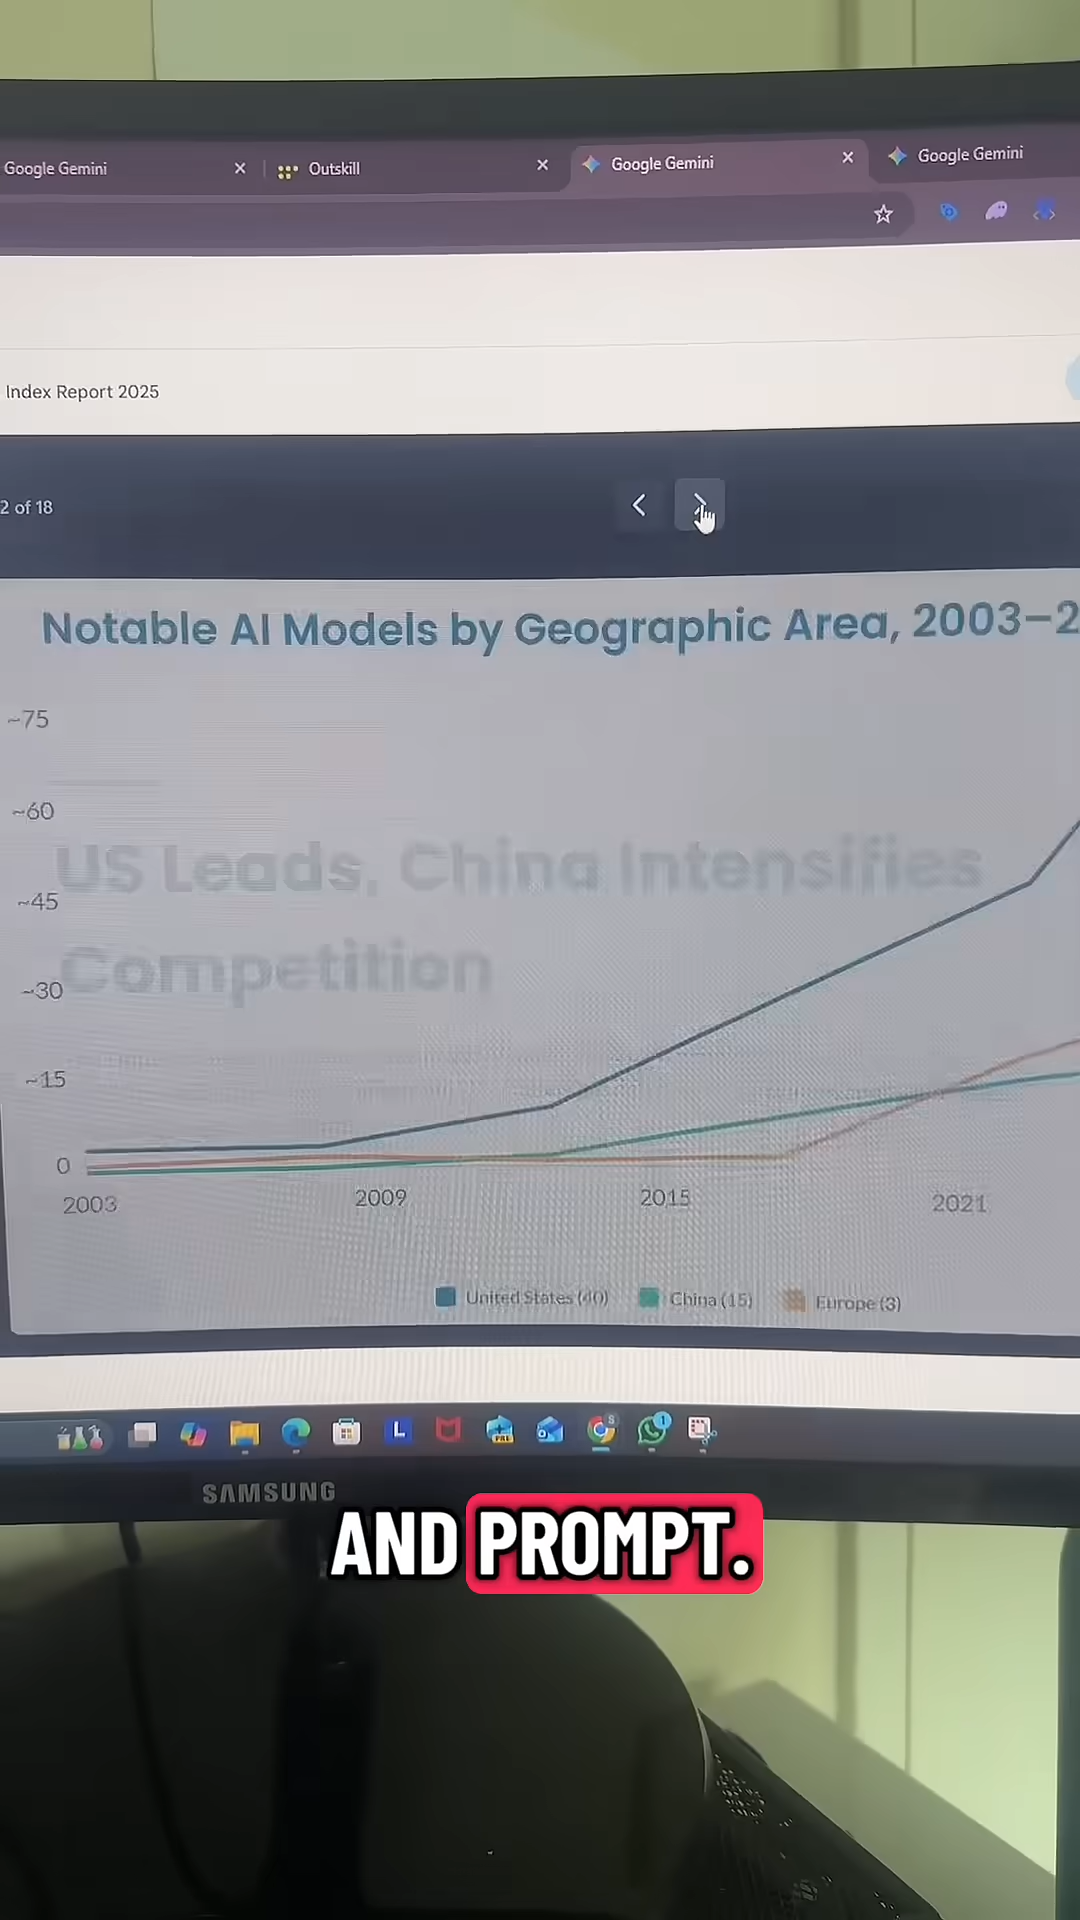 Google Gemini
Outskill
Google Gemini
Google Gemini
Index Report 2025
2 of 18
Notable AI Models by Geographic Area, 2003–2
~75
~60
US Leads, China Intensifies
~45
Competition
~30
~15
0
2003
2009
2015
2021
United States (40)
China (15)
Europe (3)
L
PRE
1
SAMSUNG
AND PROMPT.